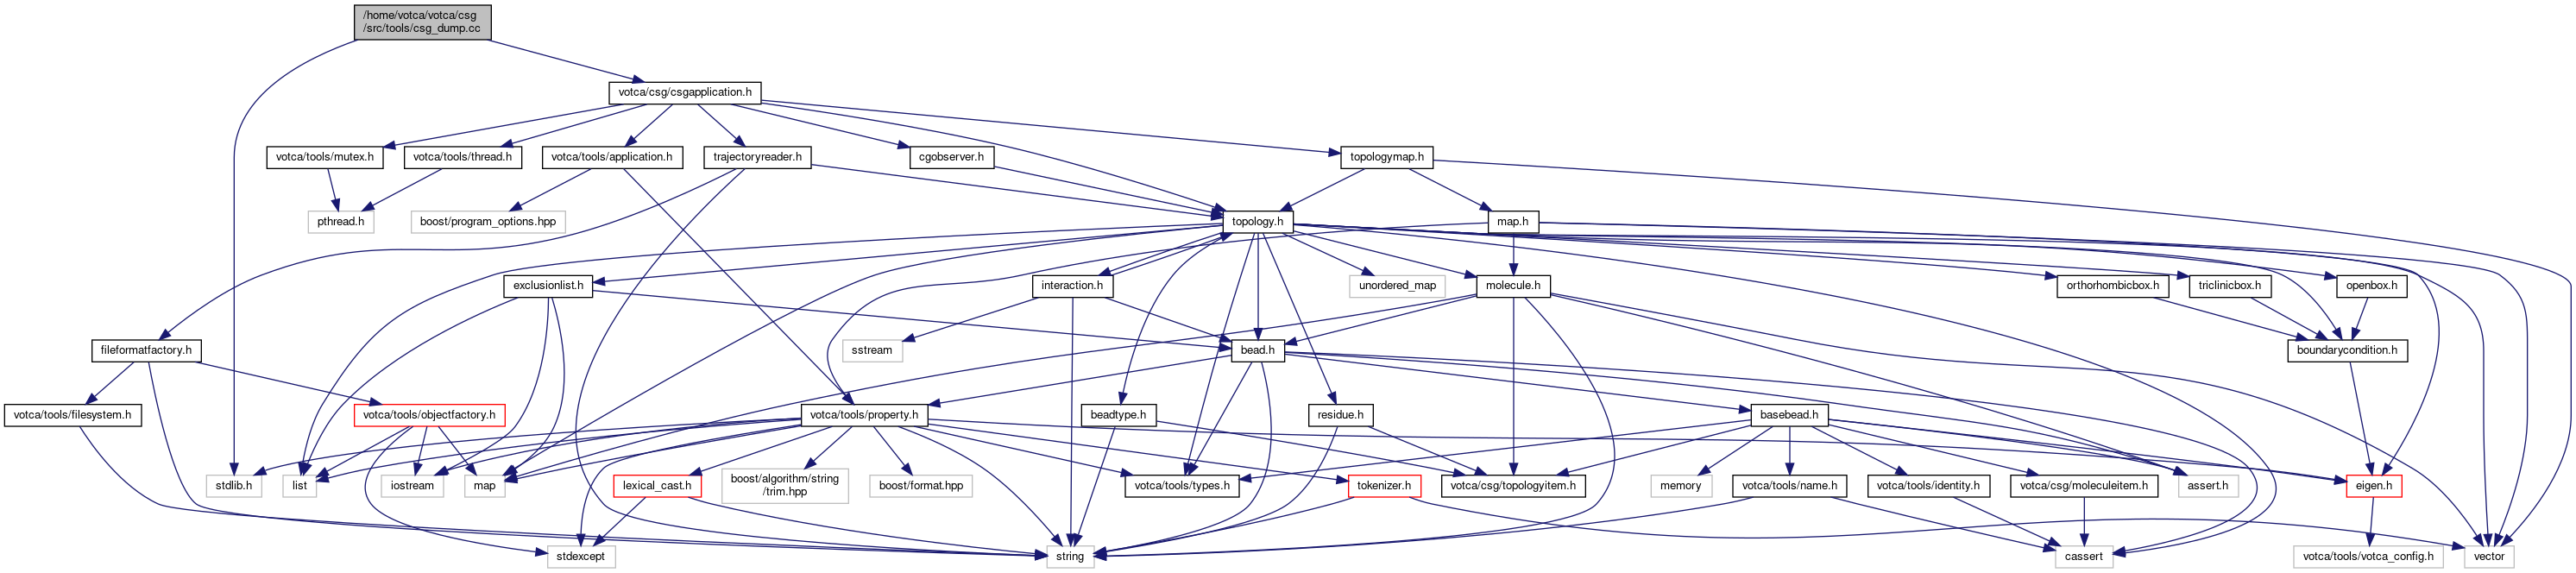 /home/votca/votca/csg
/src/tools/csg_dump.cc
votca/csg/csgapplication.h
votca/tools/mutex.h
votca/tools/thread.h
votca/tools/application.h
trajectoryreader.h
cgobserver.h
topologymap.h
pthread.h
boost/program_options.hpp
topology.h
map.h
exclusionlist.h
interaction.h
unordered_map
molecule.h
orthorhombicbox.h
triclinicbox.h
openbox.h
fileformatfactory.h
sstream
bead.h
boundarycondition.h
votca/tools/filesystem.h
votca/tools/objectfactory.h
votca/tools/property.h
beadtype.h
residue.h
basebead.h
stdlib.h
list
iostream
map
lexical_cast.h
boost/algorithm/string
/trim.hpp
boost/format.hpp
votca/tools/types.h
tokenizer.h
votca/csg/topologyitem.h
memory
votca/tools/name.h
votca/tools/identity.h
votca/csg/moleculeitem.h
assert.h
eigen.h
stdexcept
string
cassert
votca/tools/votca_config.h
vector